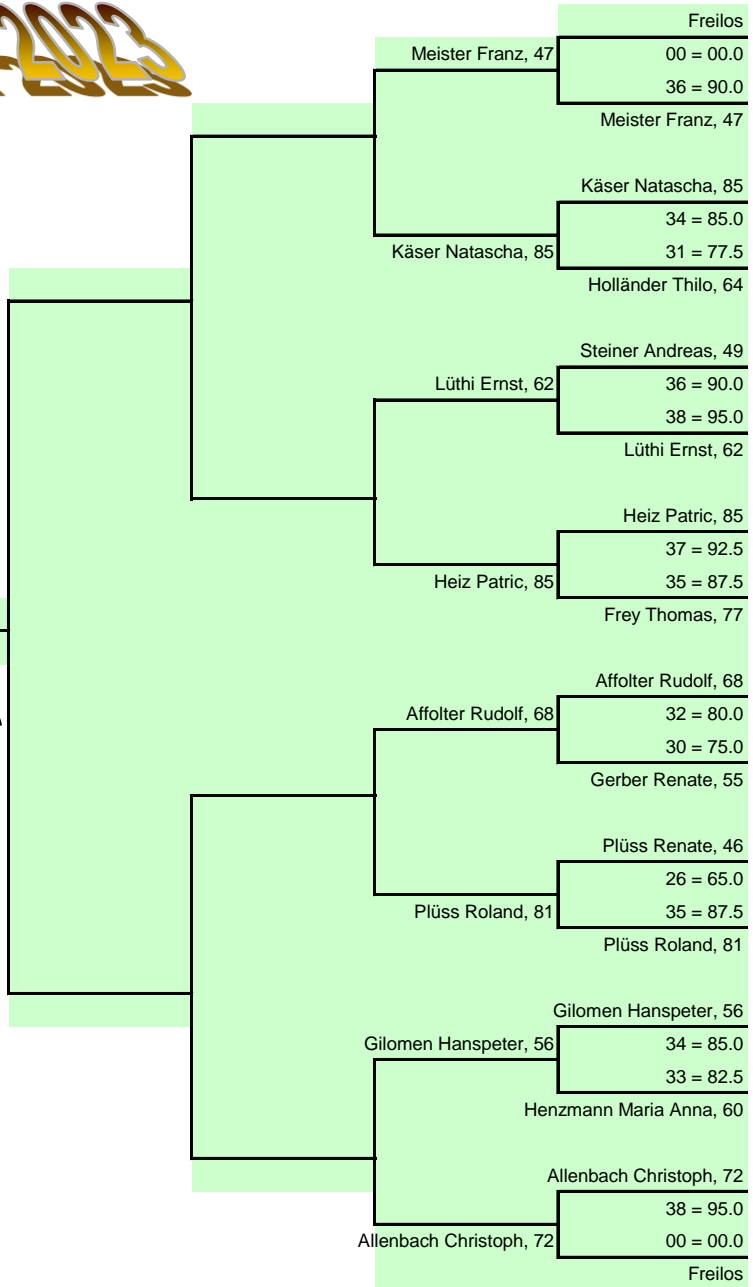 2023
Freilos
Meister Franz, 47
00 = 00.0
36 = 90.0
Meister Franz, 47
Käser Natascha, 85
34 = 85.0
Käser Natascha, 85
31 = 77.5
Holländer Thilo, 64
Steiner Andreas, 49
Lüthi Ernst, 62
36 = 90.0
38 = 95.0
Lüthi Ernst, 62
Heiz Patric, 85
37 = 92.5
Heiz Patric, 85
35 = 87.5
Frey Thomas, 77
Affolter Rudolf, 68
Affolter Rudolf, 68
32 = 80.0
30 = 75.0
Gerber Renate, 55
Plüss Renate, 46
26 = 65.0
Plüss Roland, 81
35 = 87.5
Plüss Roland, 81
Gilomen Hanspeter, 56
Gilomen Hanspeter, 56
34 = 85.0
33 = 82.5
Henzmann Maria Anna, 60
Allenbach Christoph, 72
38 = 95.0
Allenbach Christoph, 72
00 = 00.0
Freilos